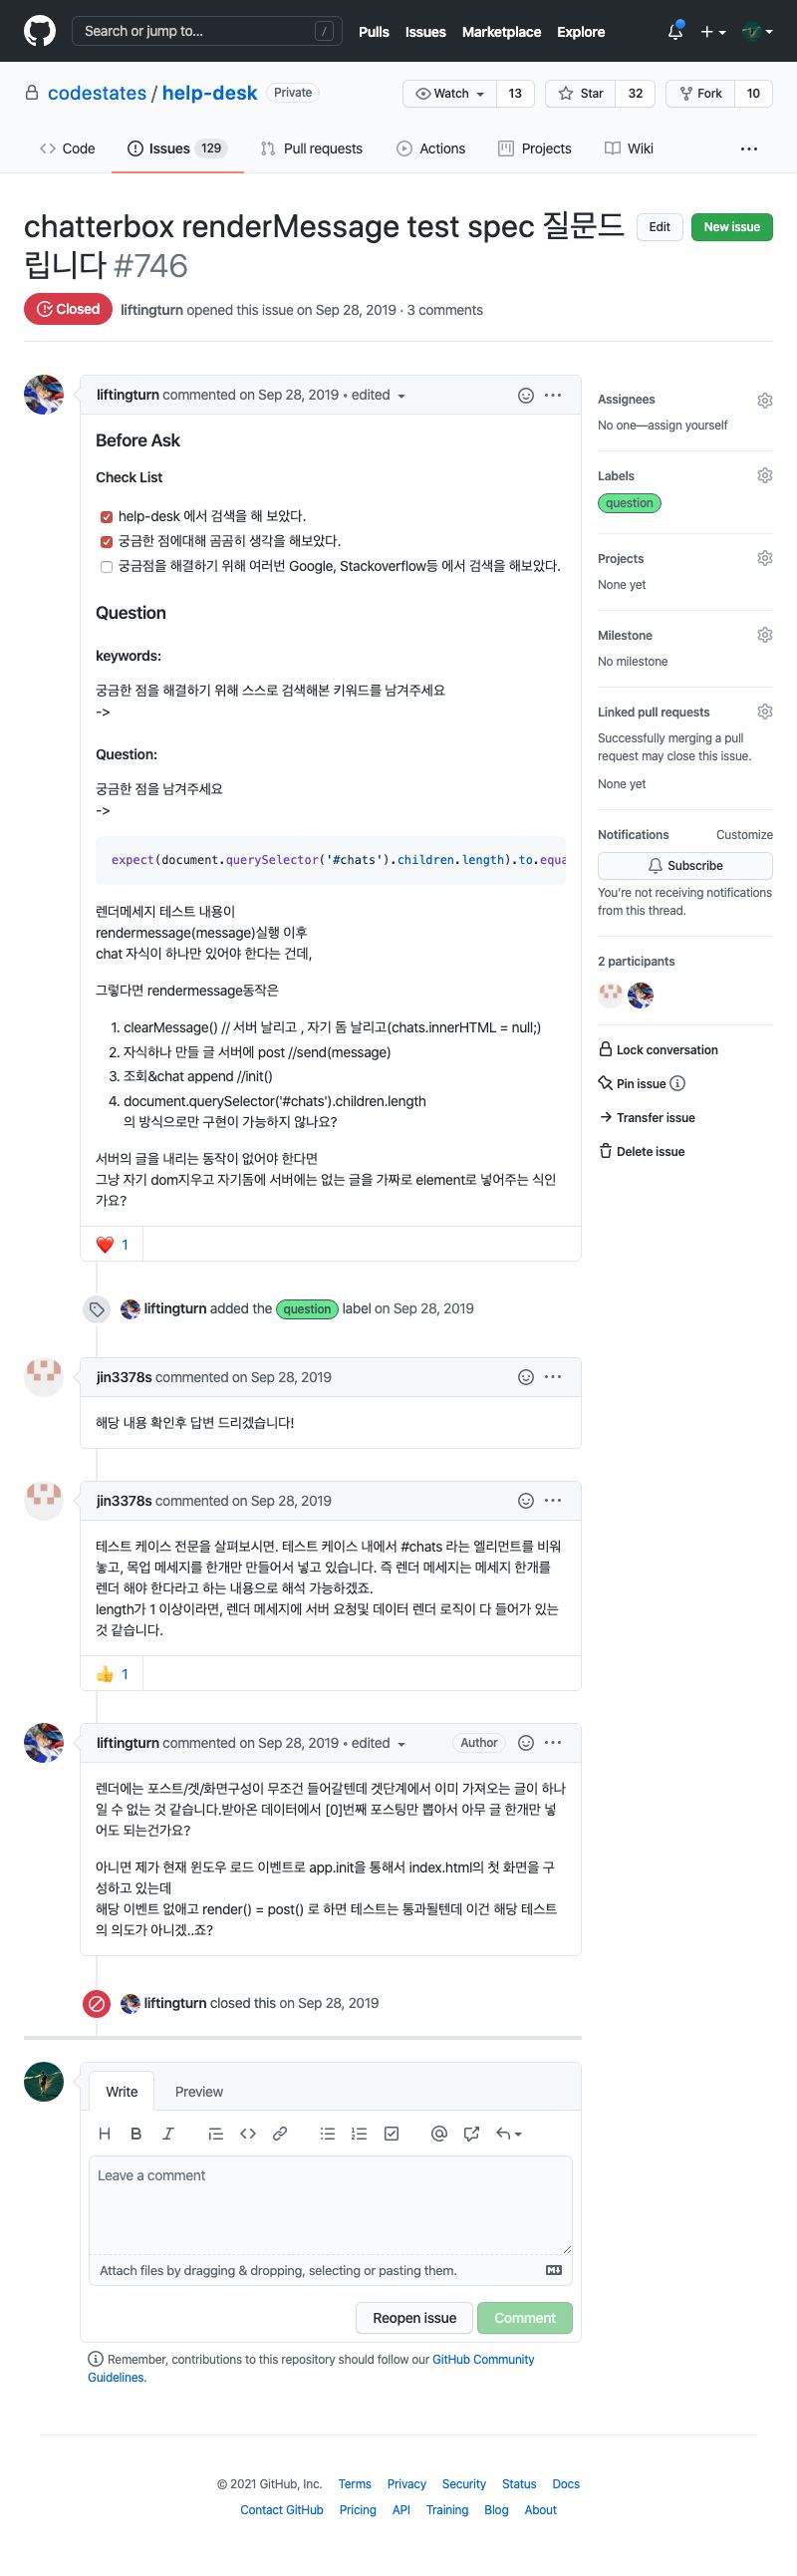 Search or jump to... /
Pulls Issues Marketplace Explore
codestates / help-desk Private
Watch 13 Star 32 Fork 10
Code Issues 129 Pull requests Actions Projects Wiki ...
chatterbox renderMessage test spec 질문드
립니다 #746
Edit New issue
Closed liftingturn opened this issue on Sep 28, 2019 · 3 comments
liftingturn commented on Sep 28, 2019 • edited
Before Ask
Check List
help-desk 에서 검색을 해 보았다.
궁금한 점에대해 곰곰히 생각을 해보았다.
궁금점을 해결하기 위해 여러번 Google, Stackoverflow등 에서 검색을 해보았다.
Question
keywords:
궁금한 점을 해결하기 위해 스스로 검색해본 키워드를 남겨주세요
->
Question:
궁금한 점을 남겨주세요
->
expect(document.querySelector('#chats').children.length).to.equa
렌더메세지 테스트 내용이
rendermessage(message)실행 이후
chat 자식이 하나만 있어야 한다는 건데,
그렇다면 rendermessage동작은
1. clearMessage() // 서버 날리고 , 자기 돔 날리고(chats.innerHTML = null;)
2. 자식하나 만들 글 서버에 post //send(message)
3. 조회&chat append //init()
4. document.querySelector('#chats').children.length
의 방식으로만 구현이 가능하지 않나요?
서버의 글을 내리는 동작이 없어야 한다면
그냥 자기 dom지우고 자기돔에 서버에는 없는 글을 가짜로 element로 넣어주는 식인
가요?
❤️ 1
liftingturn added the question label on Sep 28, 2019
jin3378s commented on Sep 28, 2019
해당 내용 확인후 답변 드리겠습니다!
jin3378s commented on Sep 28, 2019
테스트 케이스 전문을 살펴보시면. 테스트 케이스 내에서 #chats 라는 엘리먼트를 비워
놓고, 목업 메세지를 한개만 만들어서 넣고 있습니다. 즉 렌더 메세지는 메세지 한개를
렌더 해야 한다라고 하는 내용으로 해석 가능하겠죠.
length가 1 이상이라면, 렌더 메세지에 서버 요청및 데이터 렌더 로직이 다 들어가 있는
것 같습니다.
👍 1
liftingturn commented on Sep 28, 2019 • edited Author
렌더에는 포스트/겟/화면구성이 무조건 들어갈텐데 겟단계에서 이미 가져오는 글이 하나
일 수 없는 것 같습니다.받아온 데이터에서 [0]번째 포스팅만 뽑아서 아무 글 한개만 넣
어도 되는건가요?
아니면 제가 현재 윈도우 로드 이벤트로 app.init을 통해서 index.html의 첫 화면을 구
성하고 있는데
해당 이벤트 없애고 render() = post() 로 하면 테스트는 통과될텐데 이건 해당 테스트
의 의도가 아니겠..죠?
liftingturn closed this on Sep 28, 2019
Assignees
No one—assign yourself
Labels
question
Projects
None yet
Milestone
No milestone
Linked pull requests
Successfully merging a pull
request may close this issue.
None yet
Notifications Customize
Subscribe
You're not receiving notifications
from this thread.
2 participants
Lock conversation
Pin issue
Transfer issue
Delete issue
Write Preview
Leave a comment
Attach files by dragging & dropping, selecting or pasting them.
Reopen issue Comment
Remember, contributions to this repository should follow our GitHub Community
Guidelines.
© 2021 GitHub, Inc. Terms Privacy Security Status Docs
Contact GitHub Pricing API Training Blog About